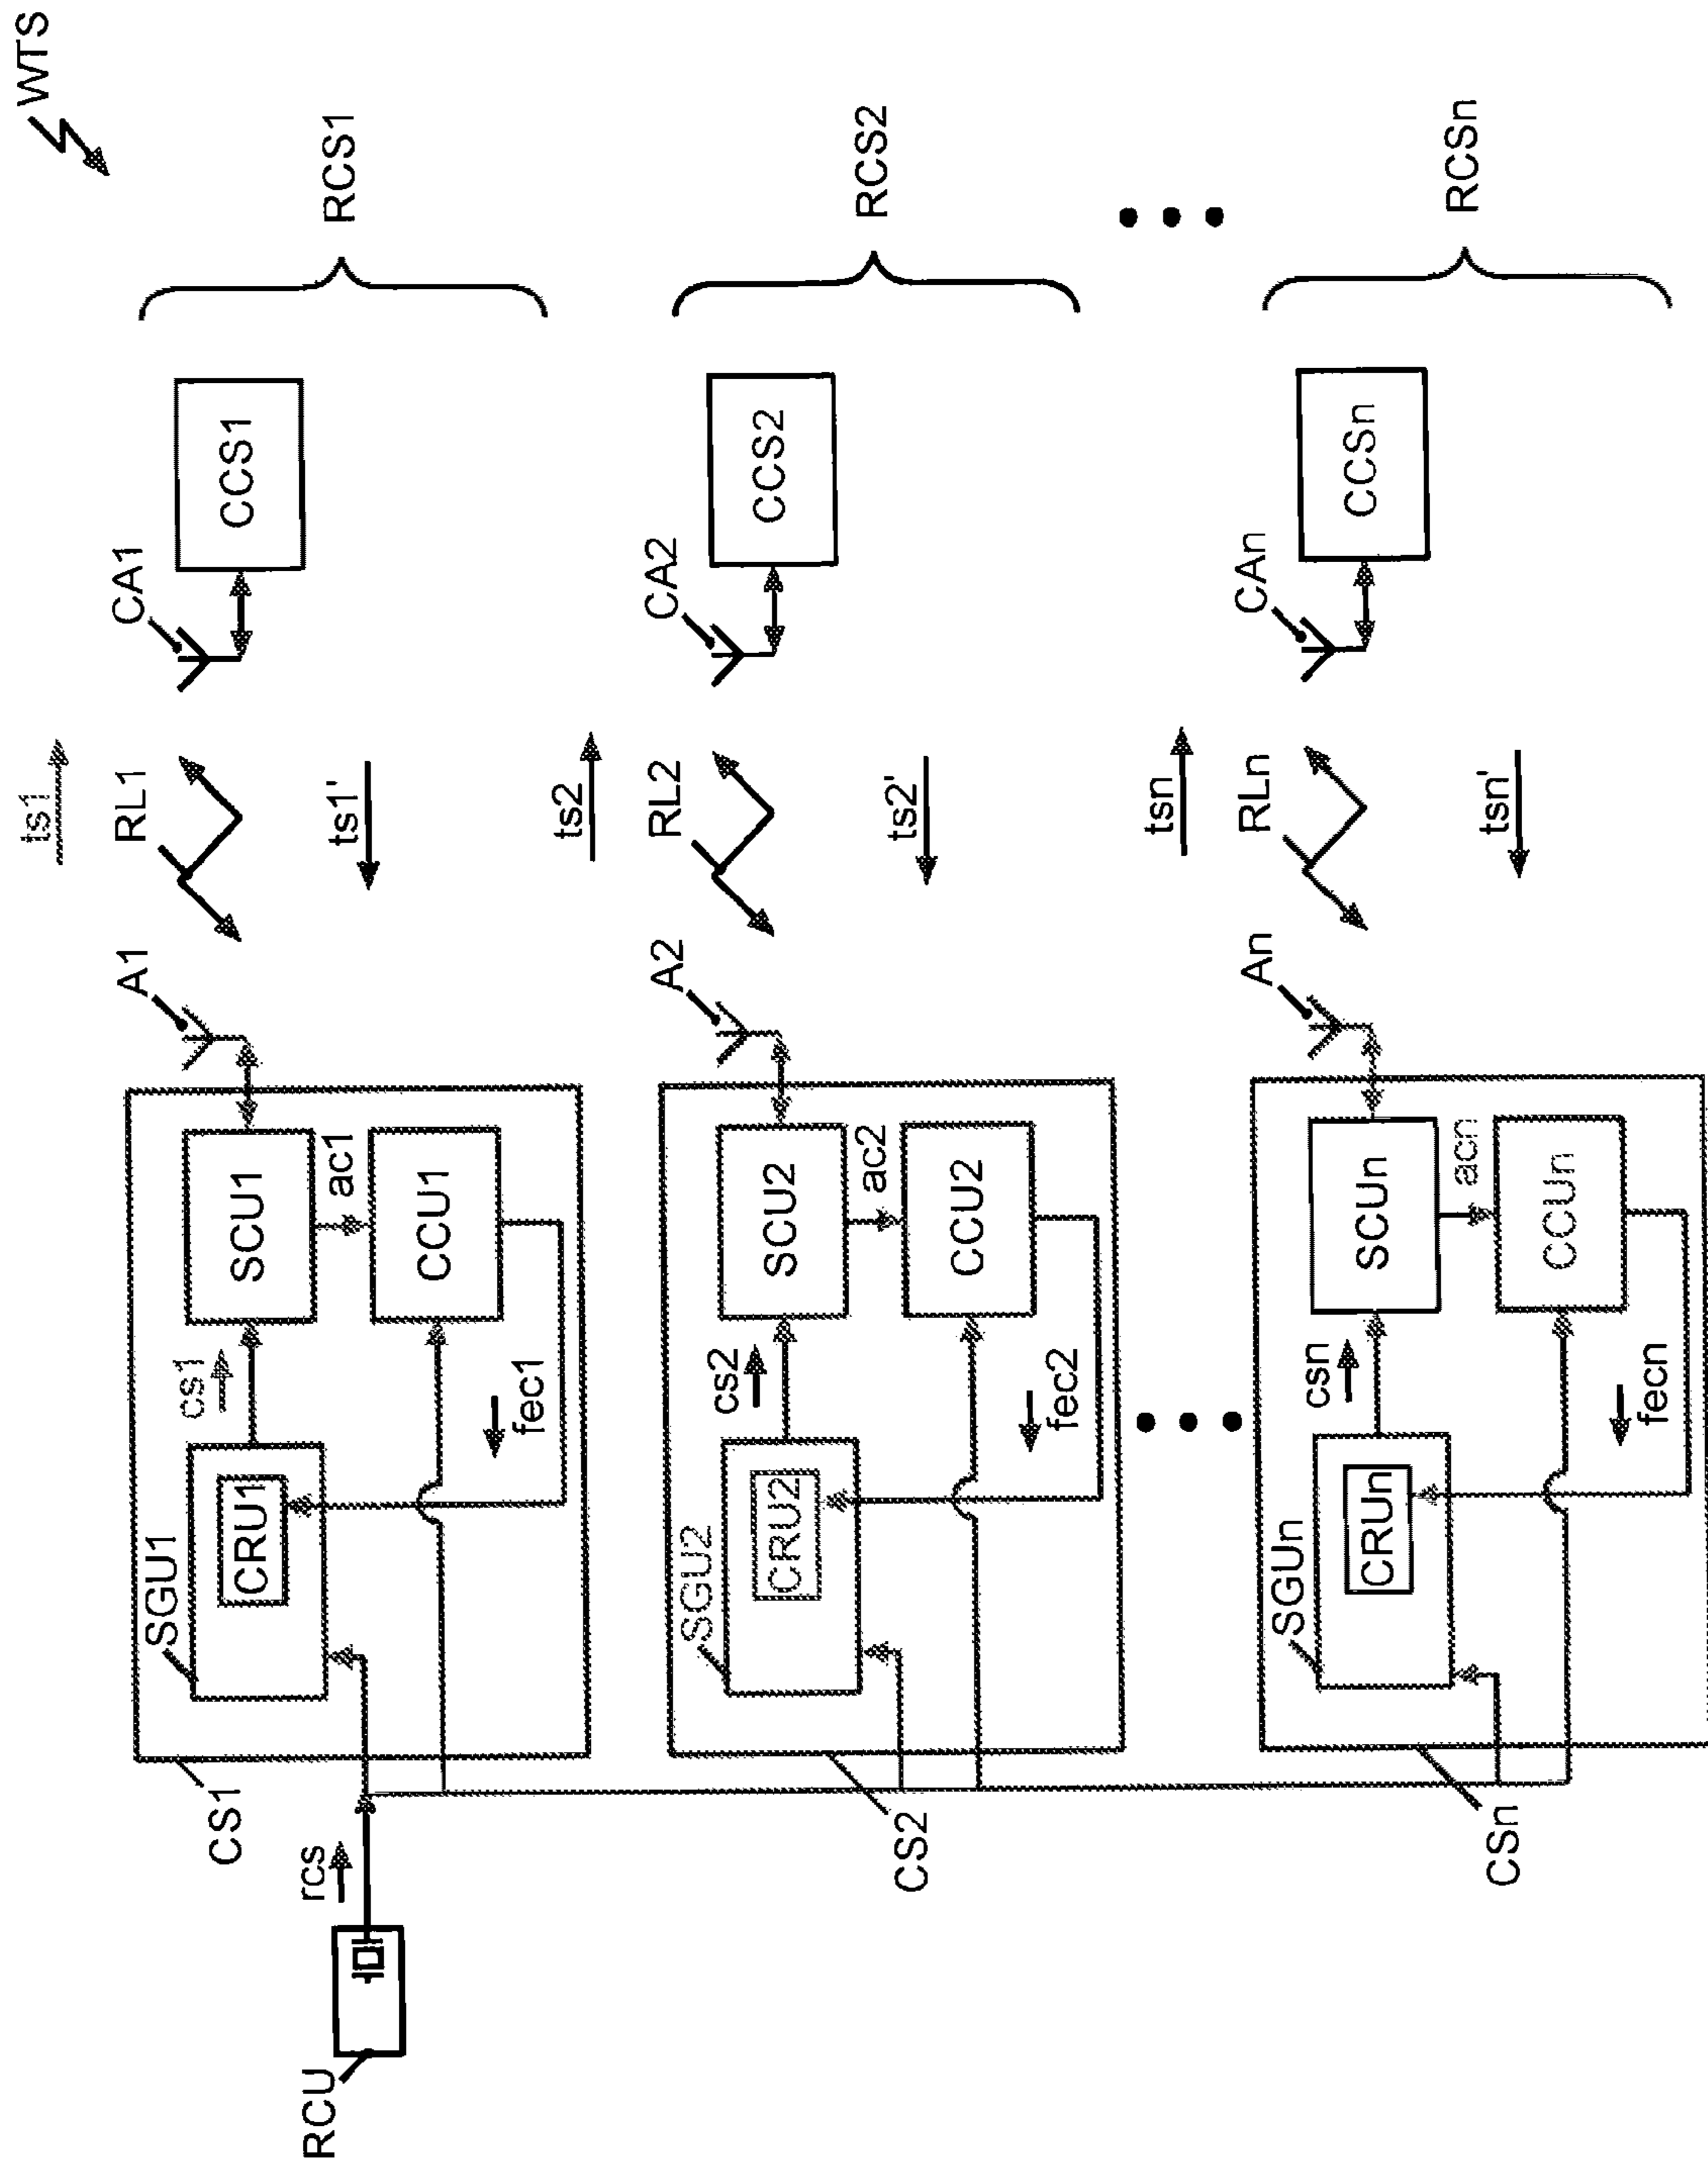 WTS
ts1
A1
RL1
CA1
SGU1
cs1
CRU1
SCU1
CCS1
RCS1
ac1
CCU1
ts1'
fec1
CS1
RCU
rcs
ts2
A2
RL2
CA2
SGU2
cs2
CRU2
SCU2
CCS2
RCS2
ac2
CCU2
ts2'
fec2
CS2
tsn
An
RLn
CAn
SGUn
csn
CRUn
SCUn
CCSn
RCSn
acn
CCUn
tsn'
fecn
CSn